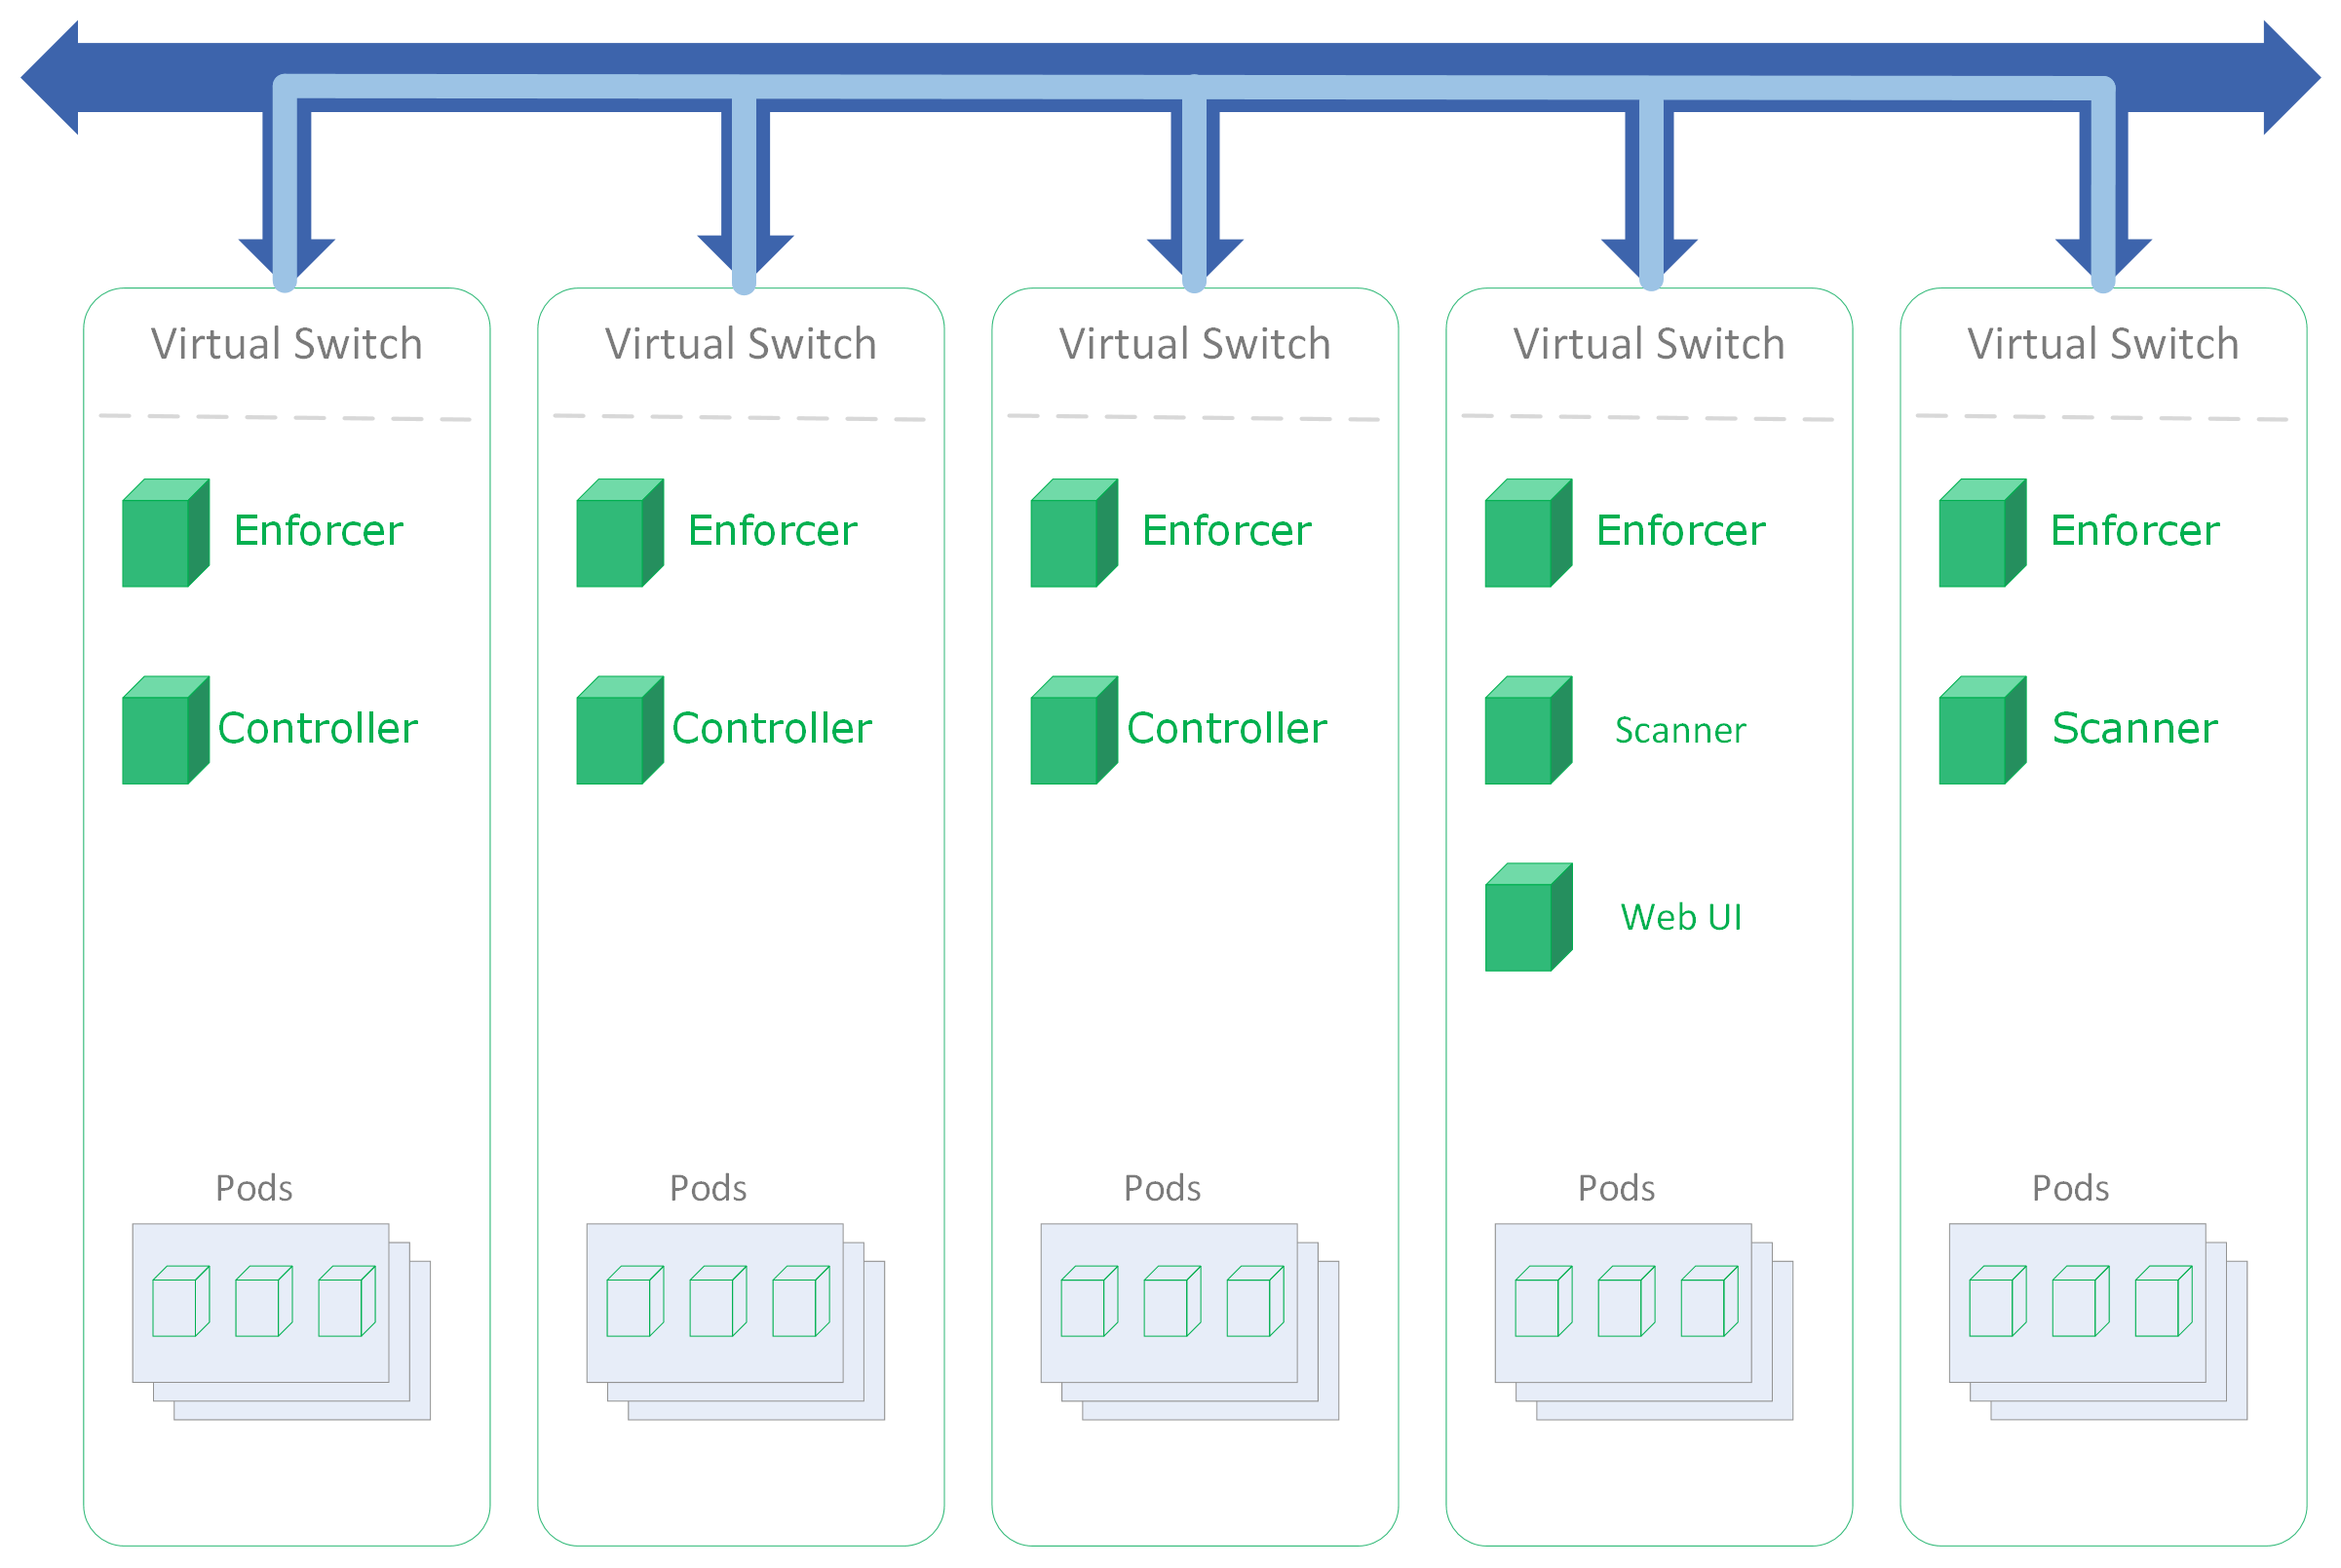 Virtual Switch
Virtual Switch
Virtual Switch
Virtual Switch
Virtual Switch
Enforcer
Enforcer
Enforcer
Enforcer
Enforcer
Controller
Controller
Controller
Scanner
Scanner
Web UI
Pods
Pods
Pods
Pods
Pods